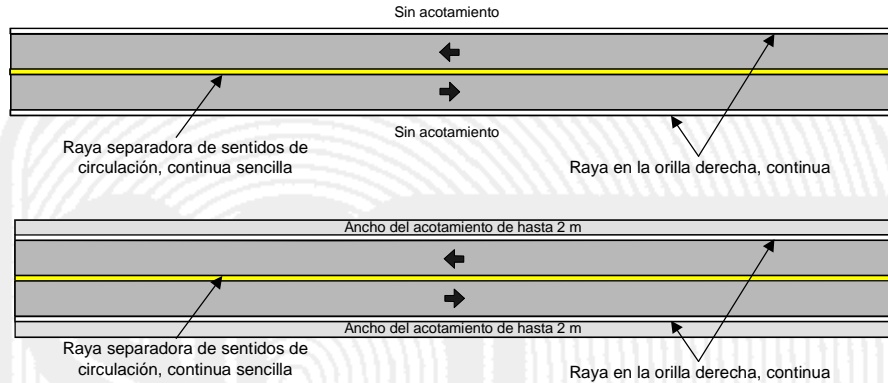 Sin acotamiento
Sin acotamiento
Raya separadora de sentidos de
circulación, continua sencilla
Raya en la orilla derecha, continua
Ancho del acotamiento de hasta 2 m
Ancho del acotamiento de hasta 2 m
Raya separadora de sentidos de
circulación, continua sencilla
Raya en la orilla derecha, continua